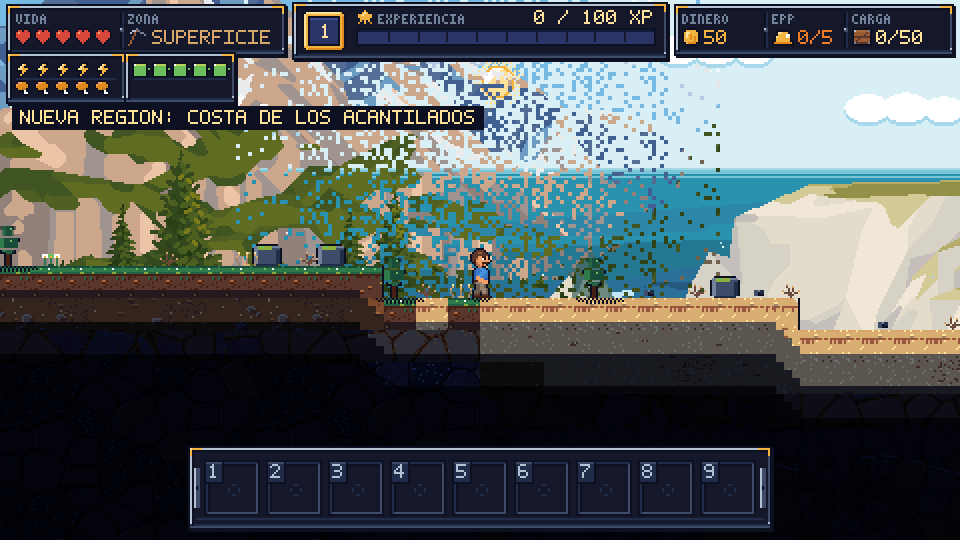 VIDA
ZONA
SUPERFICIE
1
EXPERIENCIA
0 / 100 XP
DINERO
50
EPP
0/5
CARGA
0/50
NUEVA REGION: COSTA DE LOS ACANTILADOS
1 2 3 4 5 6 7 8 9